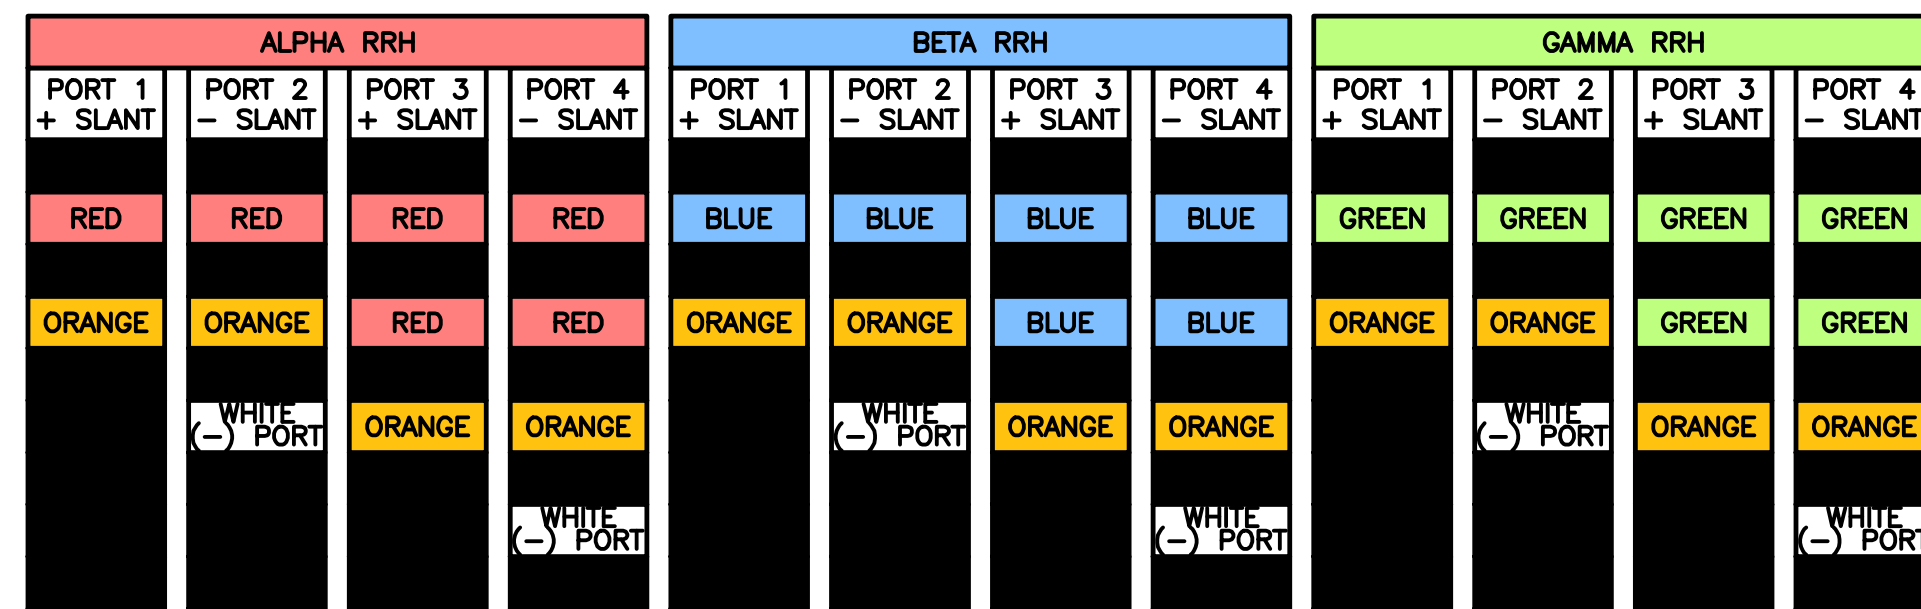 ALPHA RRH BETA RRH GAMMA RRH
PORT 1 PORT 2 PORT 3 PORT 4 PORT 1 PORT 2 PORT 3 PORT 4 PORT 1 PORT 2 PORT 3 PORT 4
+ SLANT - SLANT + SLANT - SLANT + SLANT - SLANT + SLANT - SLANT + SLANT - SLANT + SLANT - SLANT
RED RED RED RED BLUE BLUE BLUE BLUE GREEN GREEN GREEN GREEN
ORANGE ORANGE RED RED ORANGE ORANGE BLUE BLUE ORANGE ORANGE GREEN GREEN
WHITE WHITE WHITE
(-) PORT ORANGE ORANGE (-) PORT ORANGE ORANGE (-) PORT ORANGE ORANGE
WHITE WHITE WHITE
(-) PORT (-) PORT (-) PORT